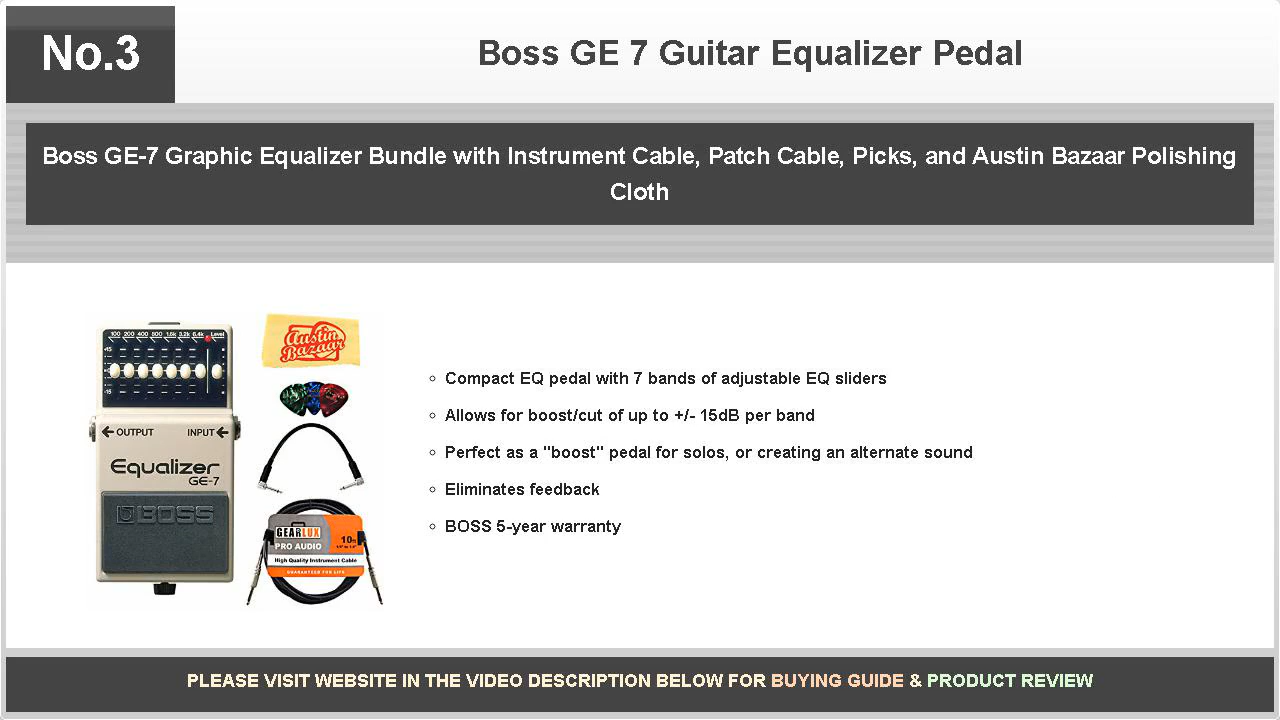 No.3
Boss GE 7 Guitar Equalizer Pedal
Boss GE-7 Graphic Equalizer Bundle with Instrument Cable, Patch Cable, Picks, and Austin Bazaar Polishing
Cloth
100 200 400 800 1.6k 3.2k 6.4k Level
+15
-15
OUTPUT INPUT
Equalizer
GE-7
BOSS
Austin
Bazaar
GEARLUX
PRO AUDIO
10ft
High Quality Instrument Cable
GUARANTEED FOR LIFE
Compact EQ pedal with 7 bands of adjustable EQ sliders
Allows for boost/cut of up to +/- 15dB per band
Perfect as a "boost" pedal for solos, or creating an alternate sound
Eliminates feedback
BOSS 5-year warranty
PLEASE VISIT WEBSITE IN THE VIDEO DESCRIPTION BELOW FOR BUYING GUIDE & PRODUCT REVIEW